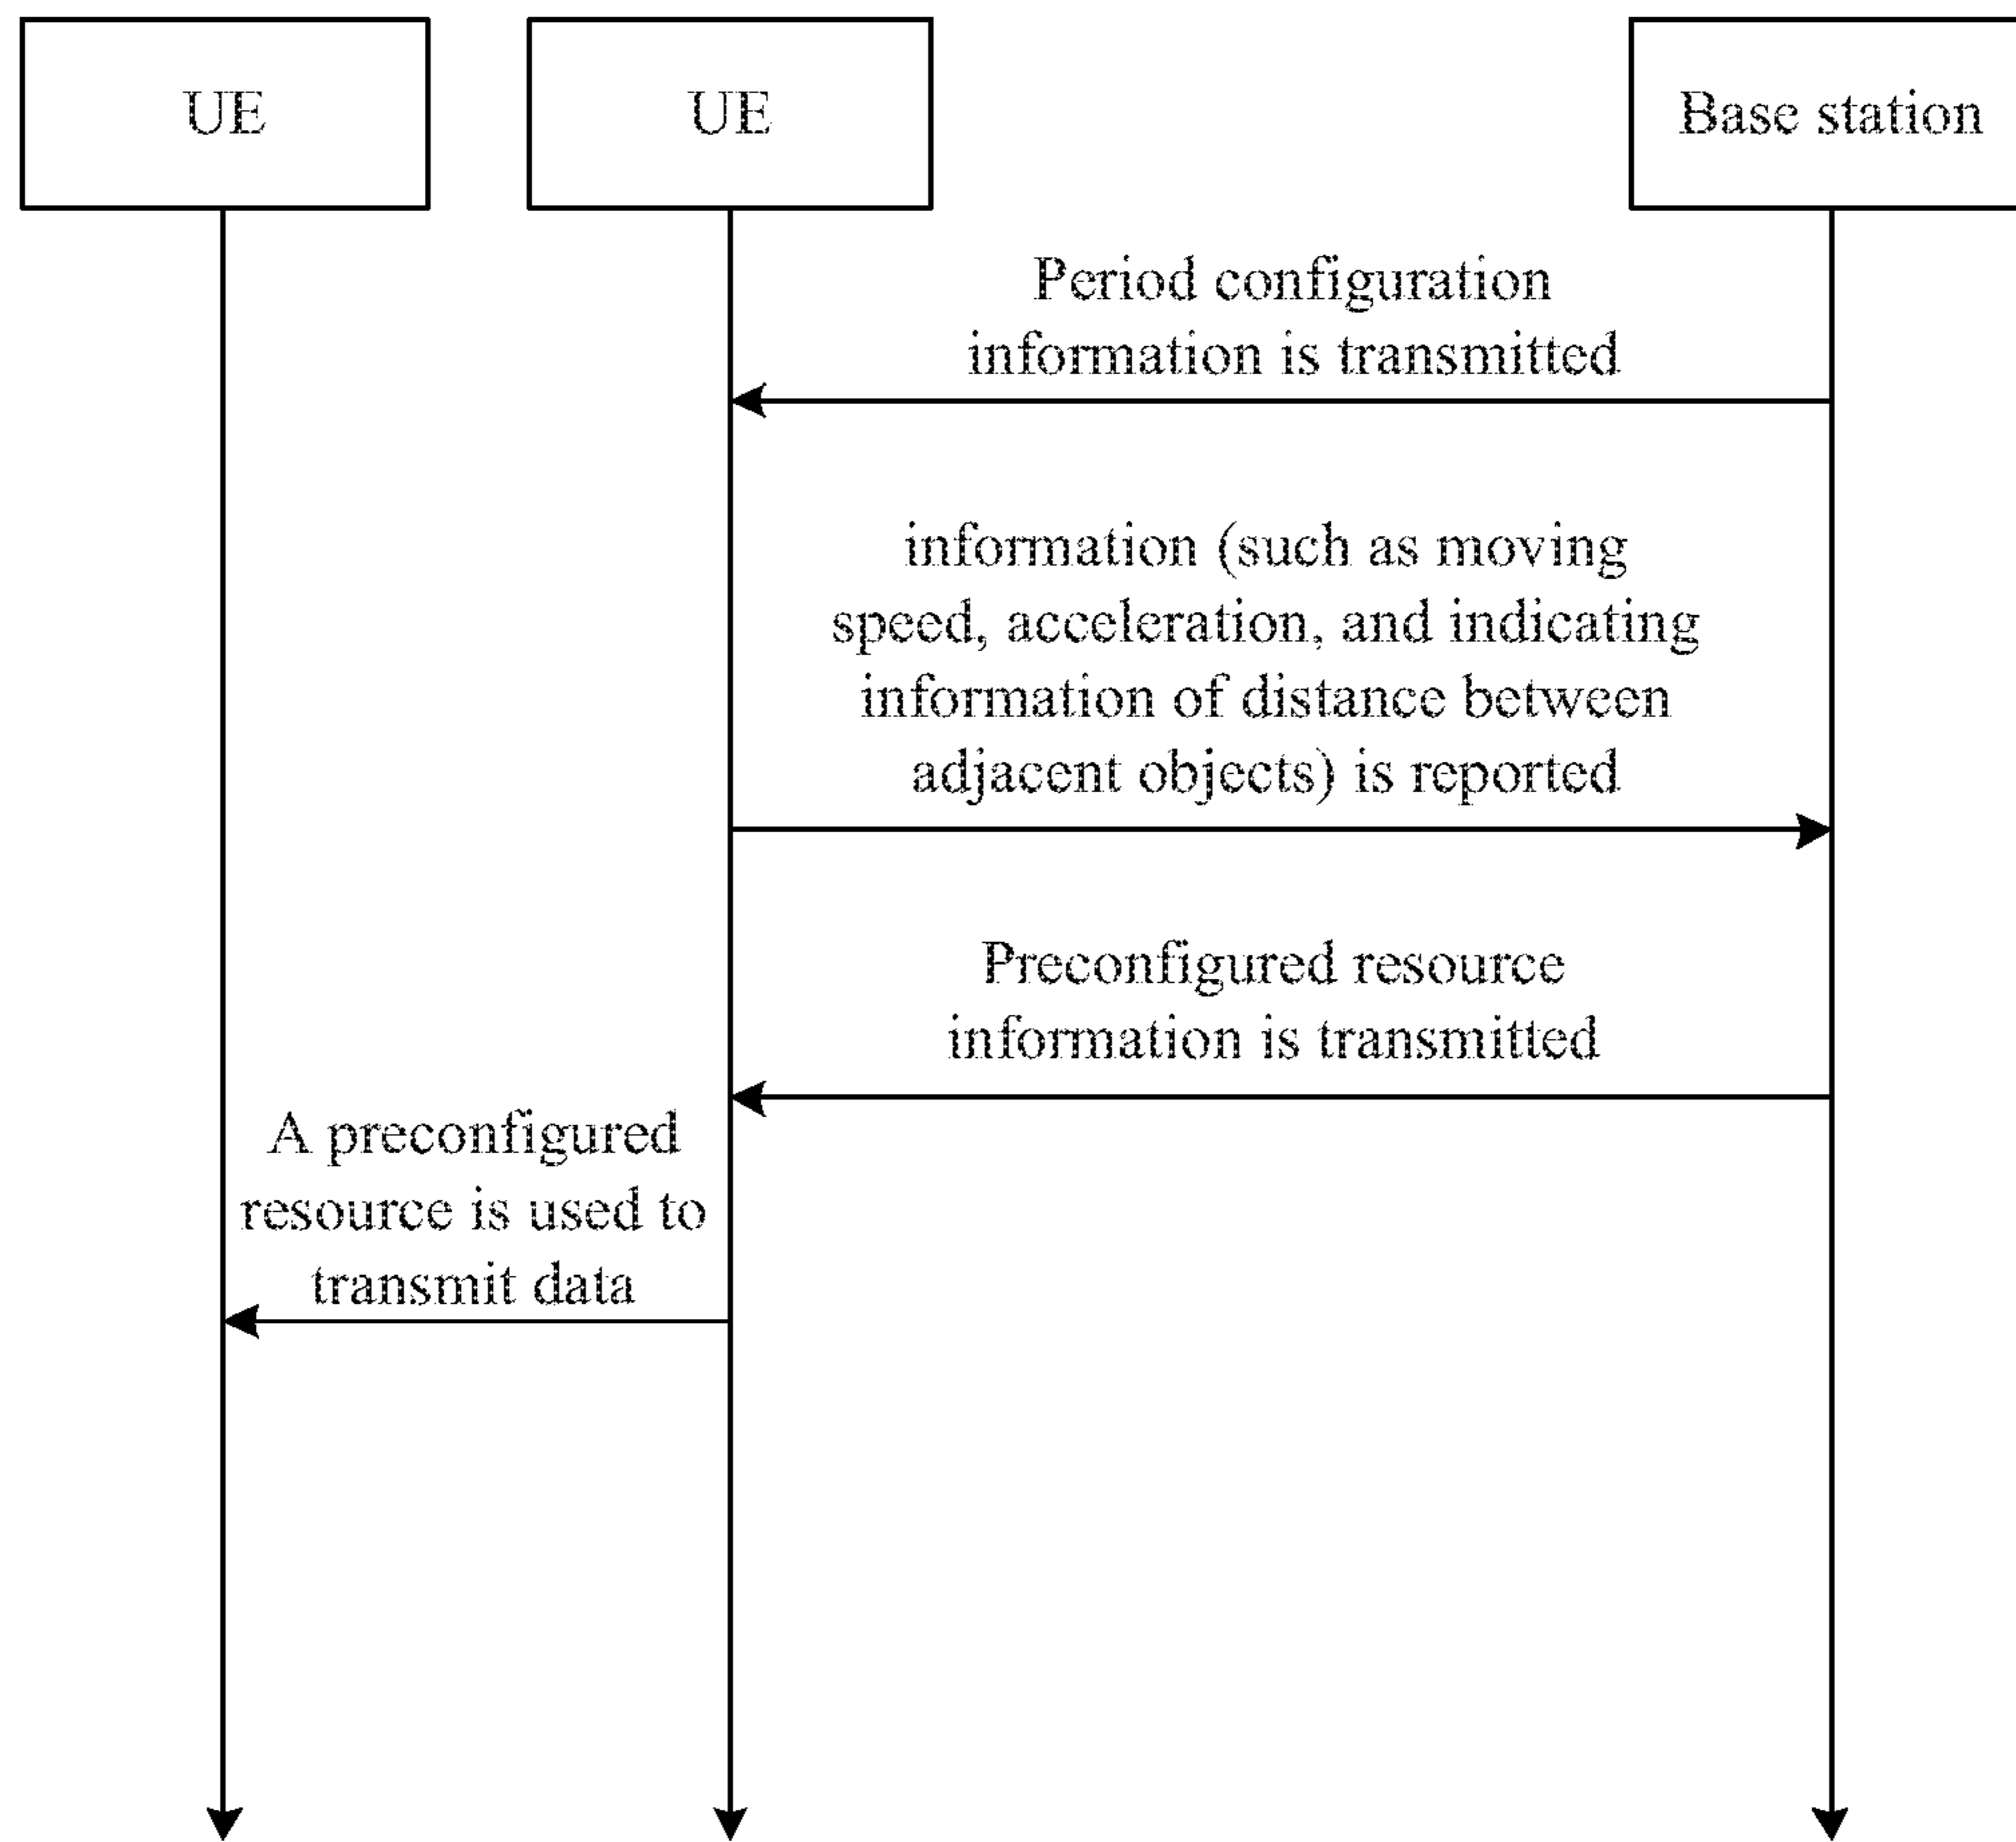 UE
UE
Base station
Period configuration
information is transmitted
information (such as moving
speed, acceleration, and indicating
information of distance between
adjacent objects) is reported
Preconfigured resource
information is transmitted
A preconfigured
resource is used to
transmit data